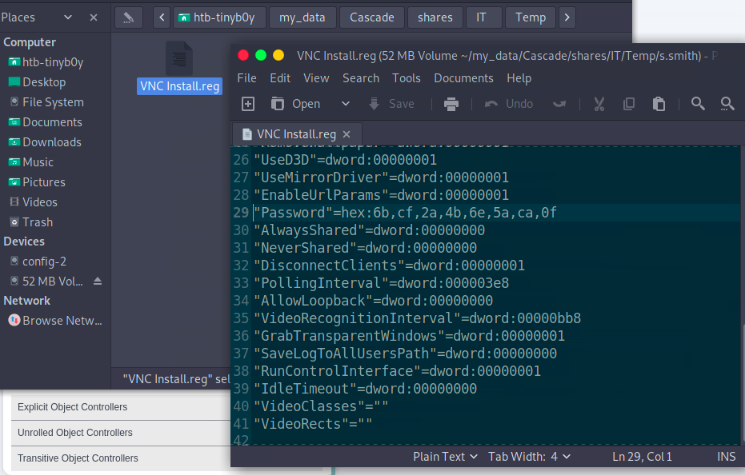 Places
htb-tinyb0y
my_data
Cascade
shares
IT
Temp
Computer
htb-tinyb0y
Desktop
File System
Documents
Downloads
Music
Pictures
Videos
Trash
Devices
config-2
52 MB Vol...
Network
Browse Netw...
VNC Install.reg
"VNC Install.reg" sel
VNC Install.reg (52 MB Volume ~/my_data/Cascade/shares/IT/Temp/s.smith) - P
File Edit View Search Tools Documents Help
Open Save Undo
VNC Install.reg
26 "UseD3D"=dword:00000001
27 "UseMirrorDriver"=dword:00000001
28 "EnableUrlParams"=dword:00000001
29 "Password"=hex:6b,cf,2a,4b,6e,5a,ca,0f
30 "AlwaysShared"=dword:00000000
31 "NeverShared"=dword:00000000
32 "DisconnectClients"=dword:00000001
33 "PollingInterval"=dword:000003e8
34 "AllowLoopback"=dword:00000000
35 "VideoRecognitionInterval"=dword:00000bb8
36 "GrabTransparentWindows"=dword:00000001
37 "SaveLogToAllUsersPath"=dword:00000000
38 "RunControlInterface"=dword:00000001
39 "IdleTimeout"=dword:00000000
40 "VideoClasses"=""
41 "VideoRects"=""
42
Plain Text Tab Width: 4 Ln 29, Col 1 INS
Explicit Object Controllers
Unrolled Object Controllers
Transitive Object Controllers